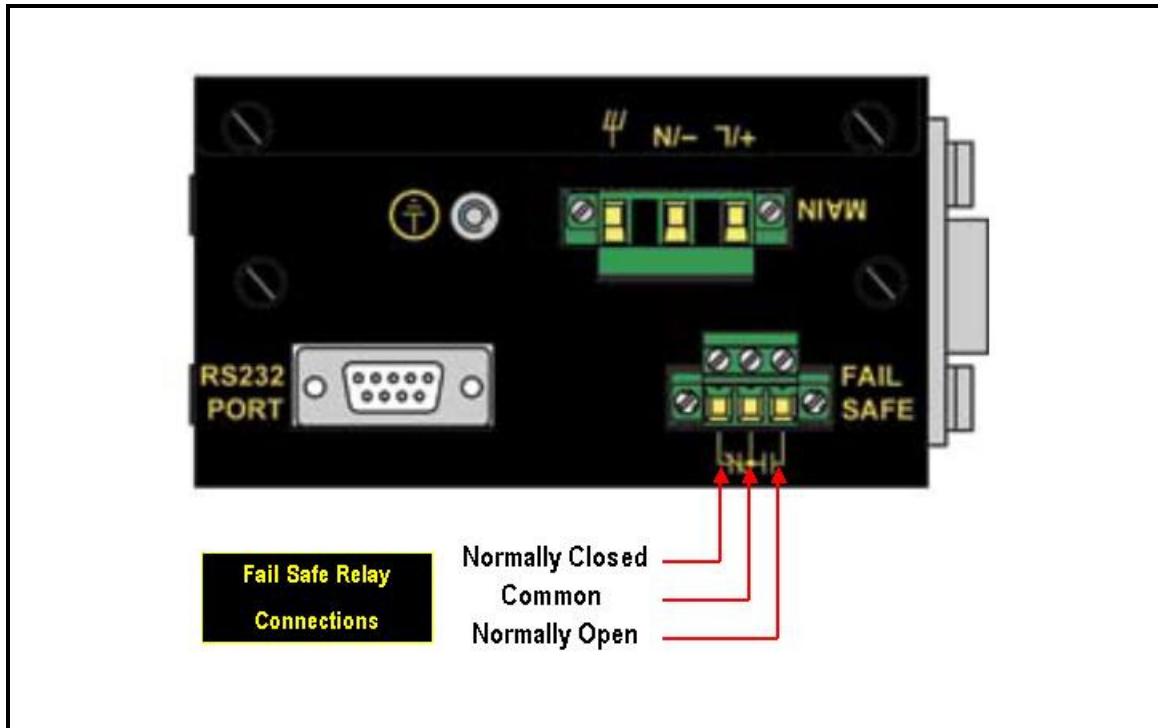 N/– L/+
MAIN
RS232
PORT
FAIL
SAFE
Fail Safe Relay
Connections
Normally Closed
Common
Normally Open